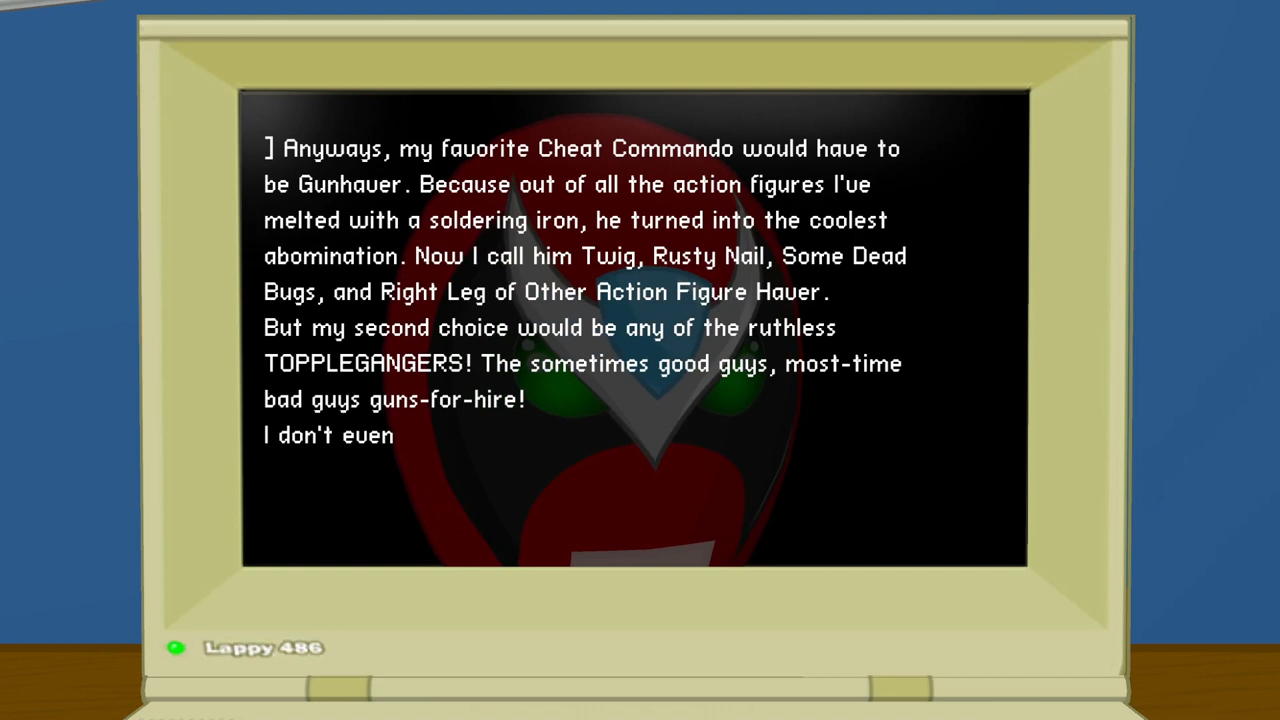 ] Anyways, my favorite Cheat Commando would have to
be Gunhaver. Because out of all the action figures I've
melted with a soldering iron, he turned into the coolest
abomination. Now I call him Twig, Rusty Nail, Some Dead
Bugs, and Right Leg of Other Action Figure Haver.
But my second choice would be any of the ruthless
TOPPLEGANGERS! The sometimes good guys, most-time
bad guys guns-for-hire!
I don't even
Lappy 486